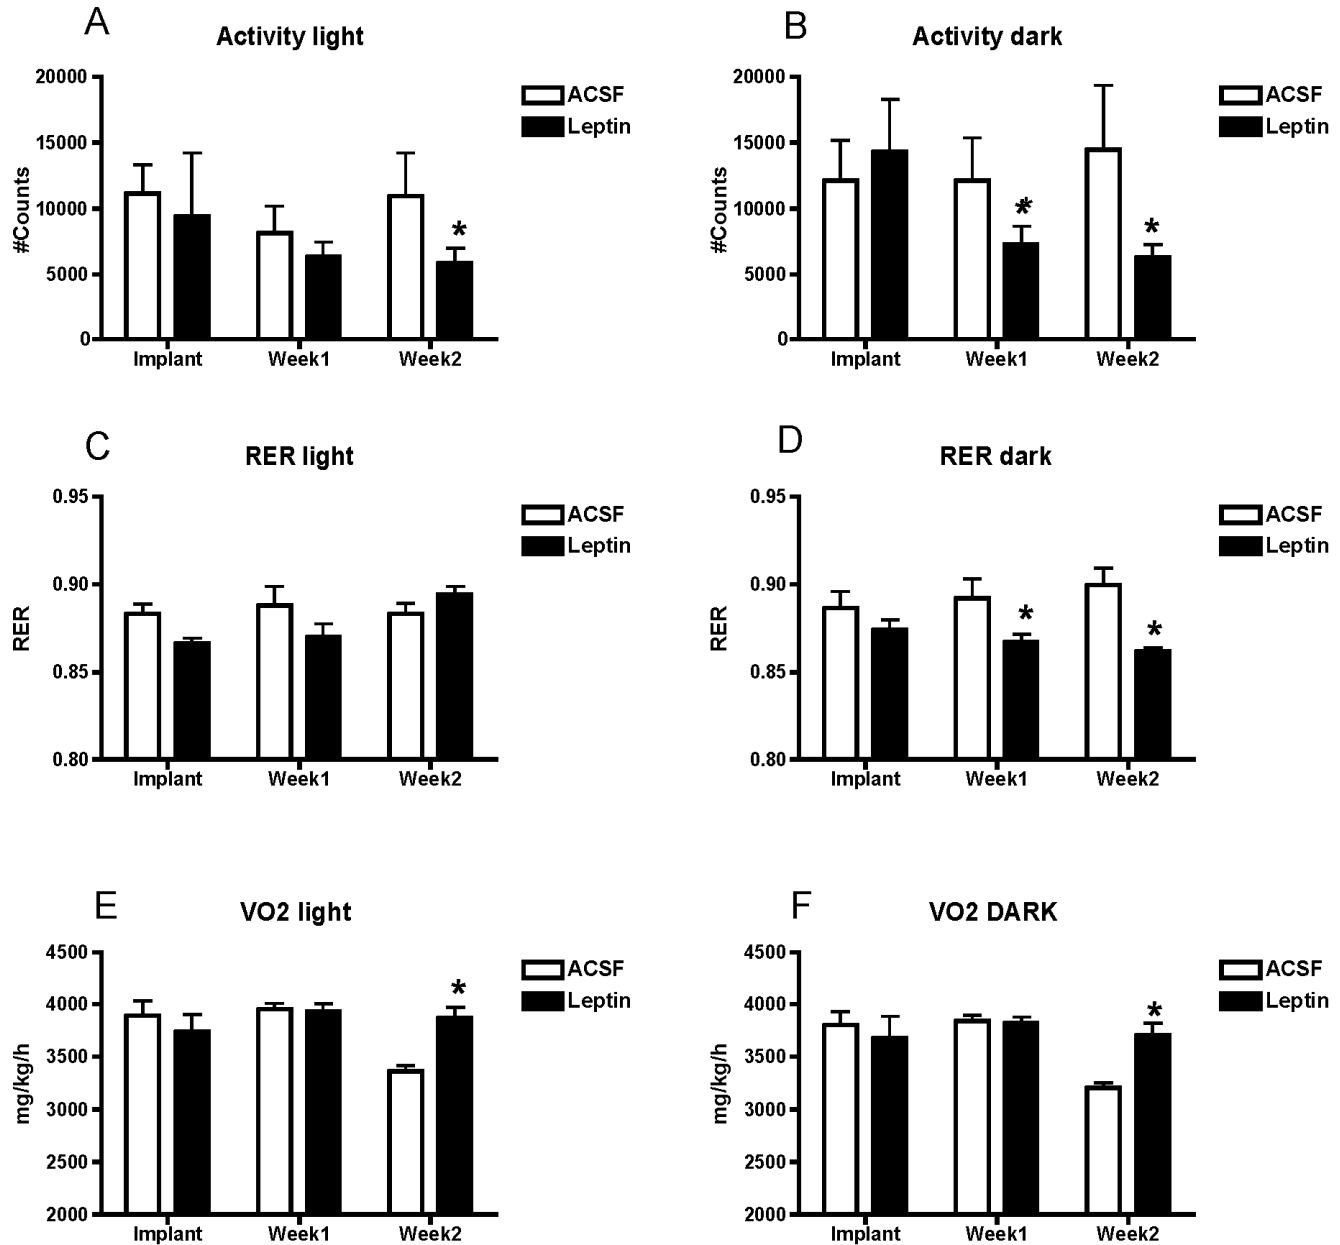 A
Activity light
20000
15000
10000
5000
0
#Counts
ACSF
Leptin
*
Implant
Week1
Week2
B
Activity dark
20000
15000
10000
5000
0
#Counts
ACSF
Leptin
*
*
Implant
Week1
Week2
C
RER light
0.95
0.90
0.85
0.80
RER
ACSF
Leptin
Implant
Week1
Week2
D
RER dark
0.95
0.90
0.85
0.80
RER
ACSF
Leptin
*
*
Implant
Week1
Week2
E
VO2 light
4500
4000
3500
3000
2500
2000
mg/kg/h
ACSF
Leptin
*
Implant
Week1
Week2
F
VO2 DARK
4500
4000
3500
3000
2500
2000
mg/kg/h
ACSF
Leptin
*
Implant
Week1
Week2